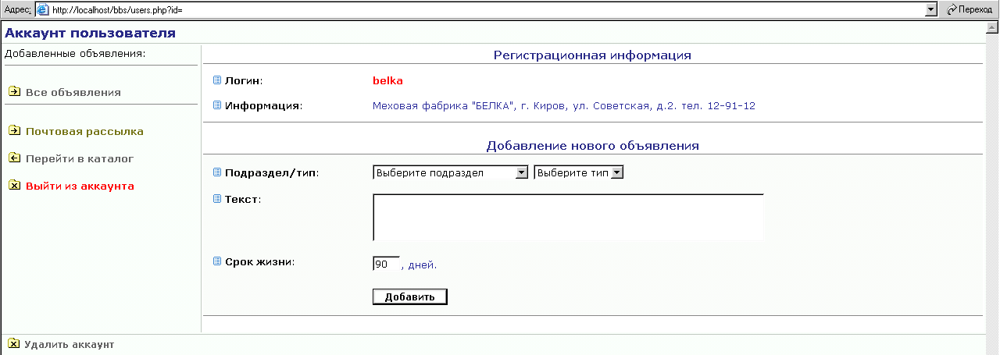 Адрес: http://localhost/bbs/users.php?id= Переход
Аккаунт пользователя
Добавленные объявления:
Все объявления
Почтовая рассылка
Перейти в каталог
Выйти из аккаунта
Регистрационная информация
Логин: belka
Информация: Меховая фабрика "БЕЛКА", г. Киров, ул. Советская, д.2. тел. 12-91-12
Добавление нового объявления
Подраздел/тип: Выберите подраздел Выберите тип
Текст:
Срок жизни: 90 , дней.
Добавить
Удалить аккаунт